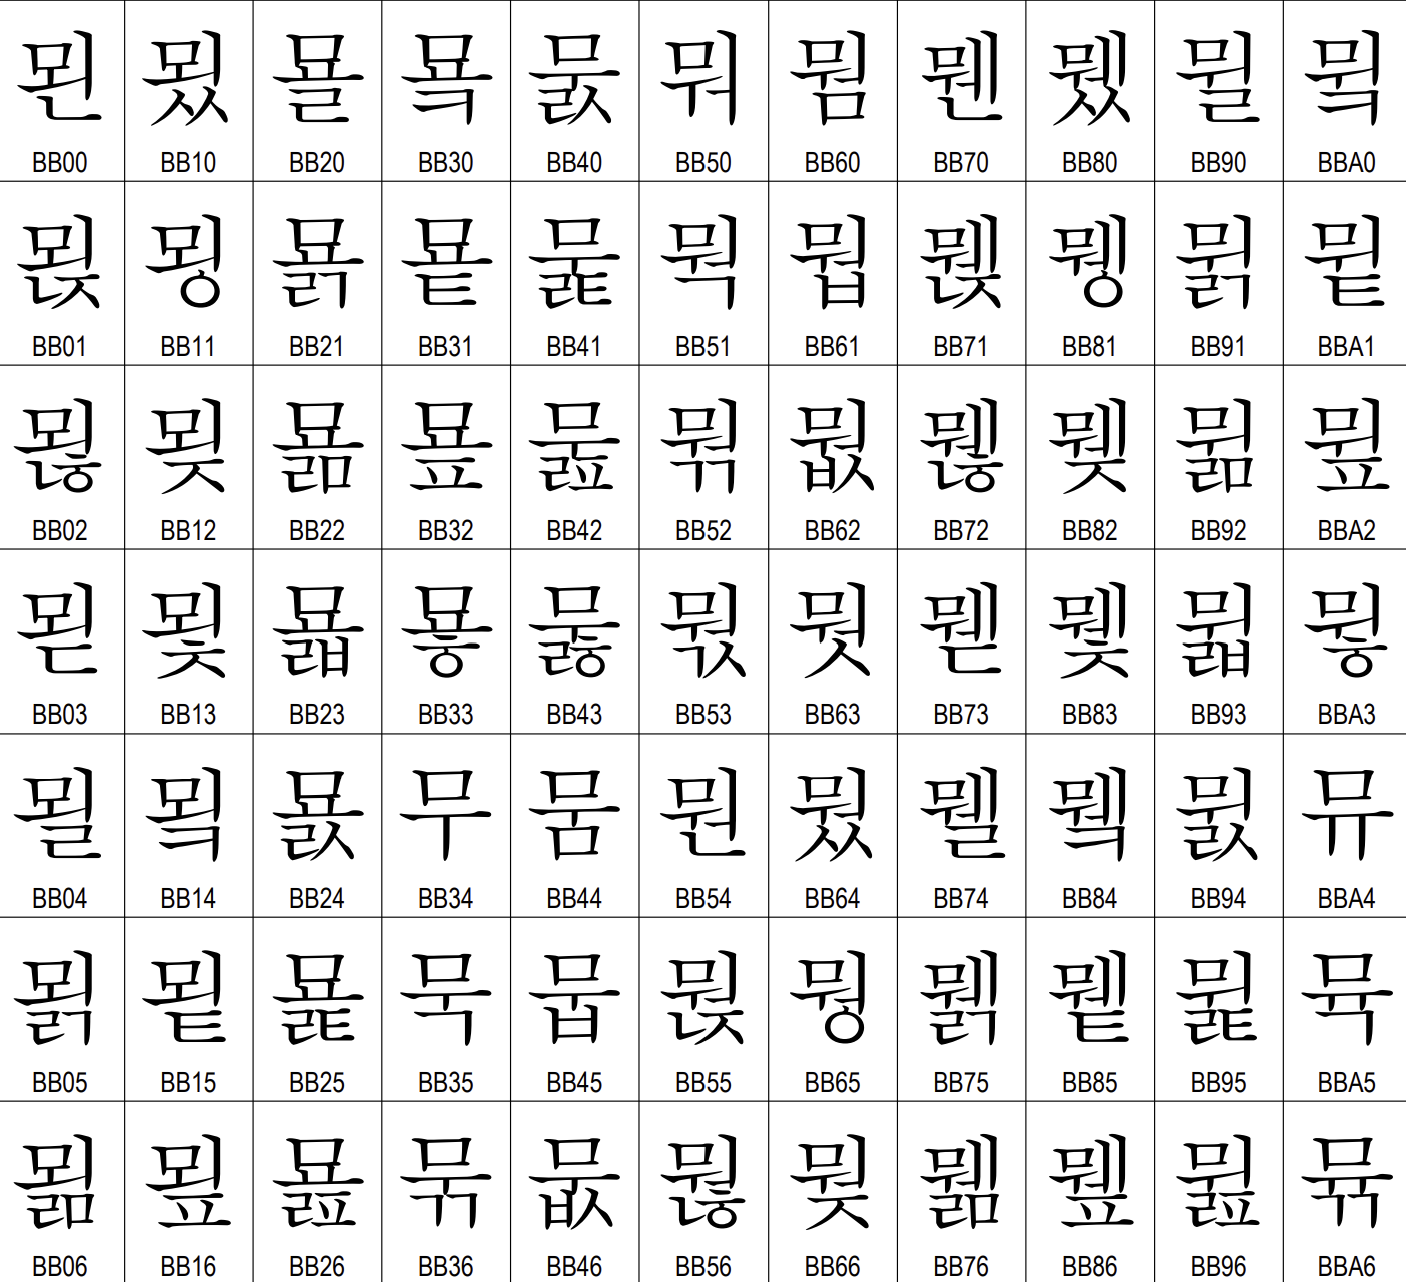 묀 묐 묠 묰 뭀 뭐 뭠 뭰 뮀 뮐 뮠
BB00 BB10 BB20 BB30 BB40 BB50 BB60 BB70 BB80 BB90 BBA0
묁 묑 묡 묱 뭁 뭑 뭡 뭱 뮁 뮑 뮡
BB01 BB11 BB21 BB31 BB41 BB51 BB61 BB71 BB81 BB91 BBA1
묂 묒 묢 묲 뭂 뭒 뭢 뭲 뮂 뮒 뮢
BB02 BB12 BB22 BB32 BB42 BB52 BB62 BB72 BB82 BB92 BBA2
묃 묓 묣 묳 뭃 뭓 뭣 뭳 뮃 뮓 뮣
BB03 BB13 BB23 BB33 BB43 BB53 BB63 BB73 BB83 BB93 BBA3
묄 묔 묤 무 뭄 뭔 뭤 뭴 뮄 뮔 뮤
BB04 BB14 BB24 BB34 BB44 BB54 BB64 BB74 BB84 BB94 BBA4
묅 묕 묥 묵 뭅 뭕 뭥 뭵 뮅 뮕 뮥
BB05 BB15 BB25 BB35 BB45 BB55 BB65 BB75 BB85 BB95 BBA5
묆 묖 묦 묶 뭆 뭖 뭦 뭶 뮆 뮖 뮦
BB06 BB16 BB26 BB36 BB46 BB56 BB66 BB76 BB86 BB96 BBA6